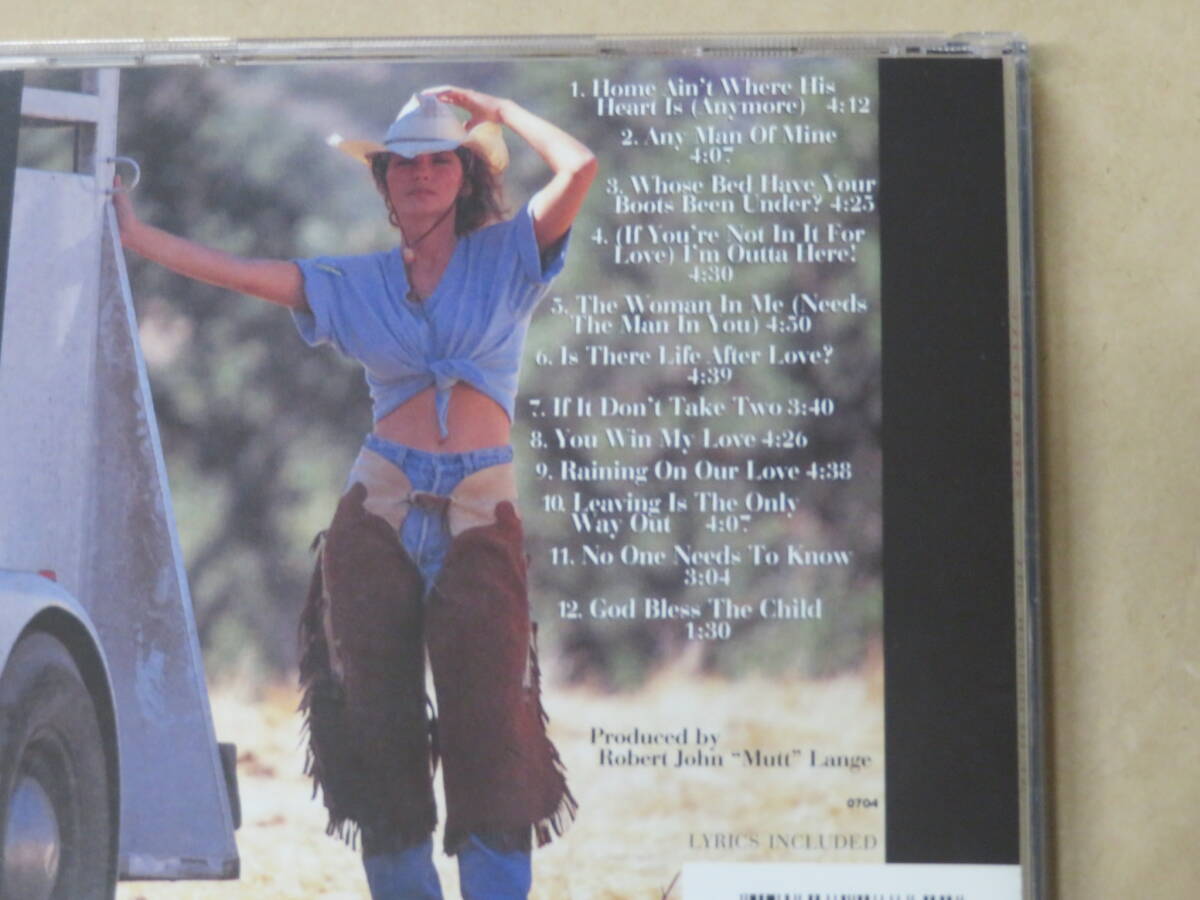 1. Home Ain't Where His
Heart Is (Anymore) 4:12
2. Any Man Of Mine
4:07
3. Whose Bed Have Your
Boots Been Under? 4:25
4. (If You're Not In It For
Love) I'm Outta Here!
4:30
5. The Woman In Me (Needs
The Man In You) 4:50
6. Is There Life After Love?
4:39
7. If It Don't Take Two 3:40
8. You Win My Love 4:26
9. Raining On Our Love 4:38
10. Leaving Is The Only
Way Out 4:07
11. No One Needs To Know
3:04
12. God Bless The Child
1:30
Produced by
Robert John "Mutt" Lange
0704
LYRICS INCLUDED